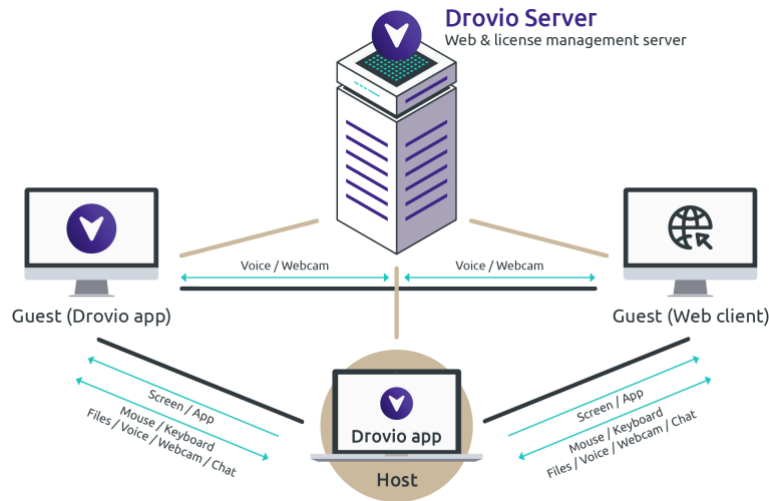 Drovio Server
Web & license management server
Voice / Webcam
Voice / Webcam
Guest (Drovio app)
Guest (Web client)
Screen / App
Mouse / Keyboard
Files / Voice / Webcam / Chat
Screen / App
Mouse / Keyboard
Files / Voice / Webcam / Chat
Drovio app
Host